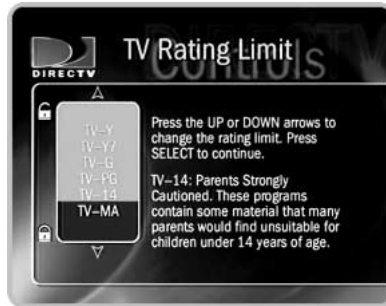 TV Rating Limit
Controls
DIRECTV
TV–Y
TV–Y7
TV–G
TV–PG
TV–14
TV–MA
Press the UP or DOWN arrows to
change the rating limit. Press
SELECT to continue.
TV–14: Parents Strongly
Cautioned. These programs
contain some material that many
parents would find unsuitable for
children under 14 years of age.